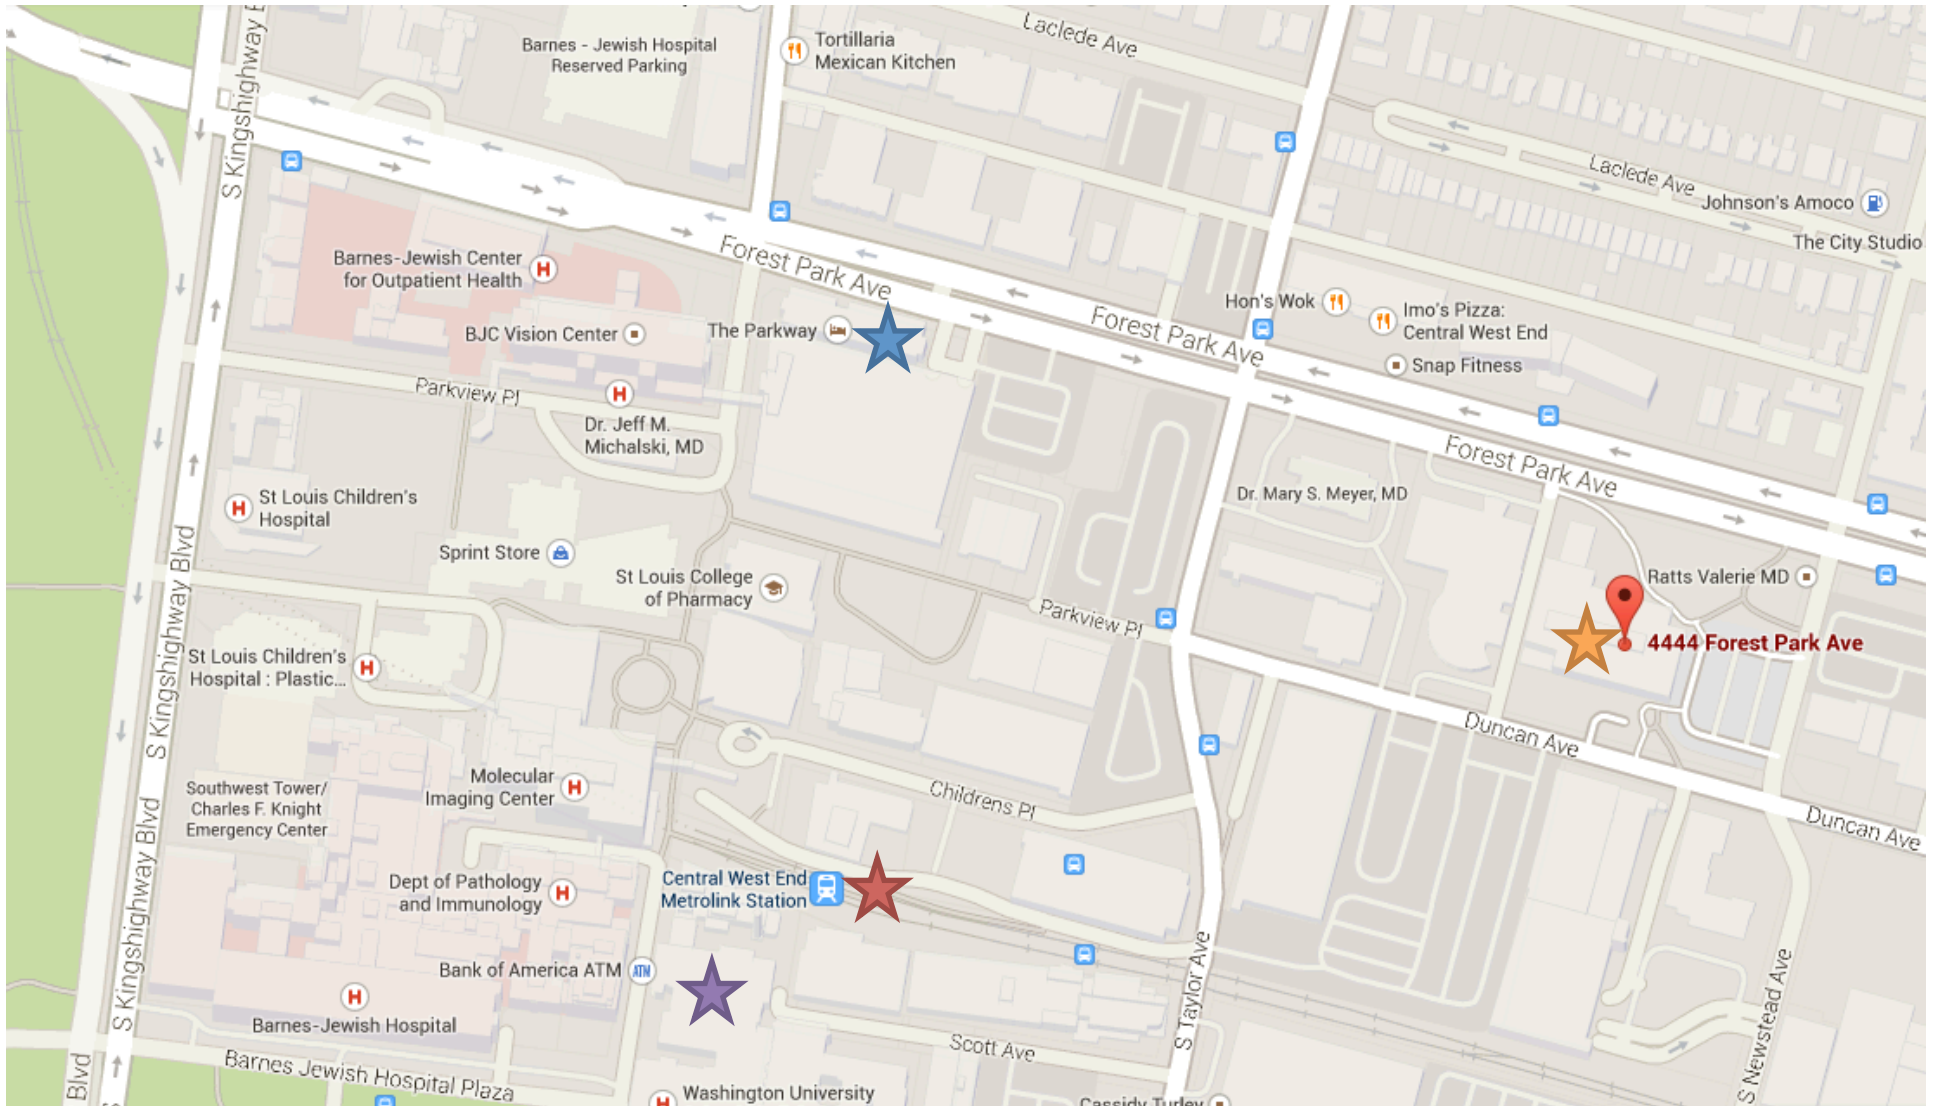 Laclede Ave
Barnes - Jewish Hospital
Reserved Parking
Tortillaria
Mexican Kitchen
S Kingshighway
Laclede Ave
Johnson's Amoco
The City Studio
Barnes-Jewish Center
for Outpatient Health
Forest Park Ave
BJC Vision Center
The Parkway
Forest Park Ave
Hon's Wok
Imo's Pizza:
Central West End
Snap Fitness
Parkview Pl
Dr. Jeff M.
Michalski, MD
Forest Park Ave
Dr. Mary S. Meyer, MD
St Louis Children's
Hospital
Sprint Store
St Louis College
of Pharmacy
Ratts Valerie MD
Parkview Pl
4444 Forest Park Ave
S Kingshighway Blvd
St Louis Children's
Hospital : Plastic...
Duncan Ave
Molecular
Imaging Center
Southwest Tower/
Charles F. Knight
Emergency Center
Childrens Pl
Duncan Ave
S Kingshighway Blvd
Dept of Pathology
and Immunology
Central West End
Metrolink Station
Bank of America ATM
ATM
S Taylor Ave
S Newstead Ave
Barnes-Jewish Hospital
Scott Ave
Barnes Jewish Hospital Plaza
Blvd
Washington University
Cassidy Turley
H
H
H
H
H
H
H
H